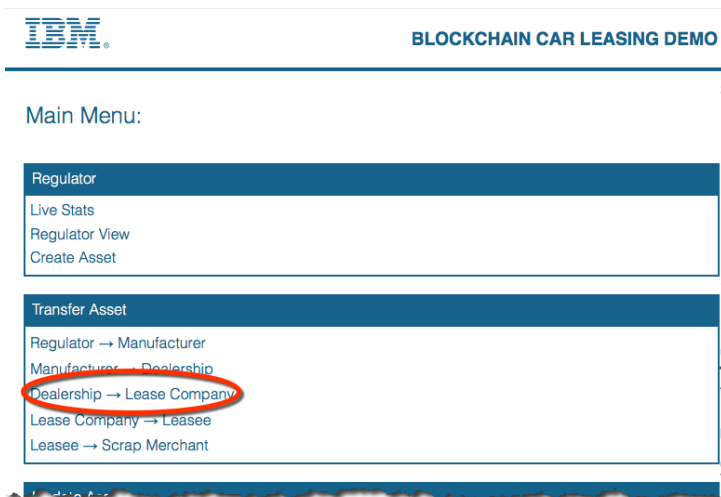 IBM®
BLOCKCHAIN CAR LEASING DEMO
Main Menu:
Regulator
Live Stats
Regulator View
Create Asset
Transfer Asset
Regulator → Manufacturer
Manufacturer → Dealership
Dealership → Lease Company
Lease Company → Leasee
Leasee → Scrap Merchant